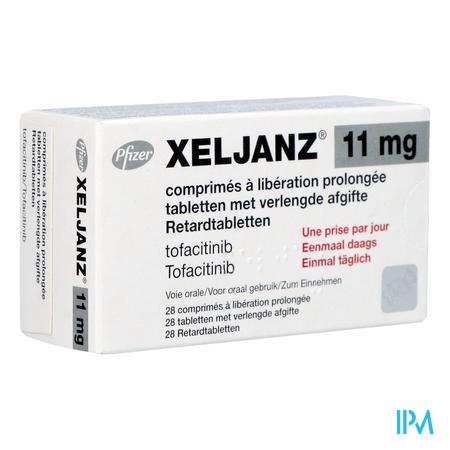 Pfizer
XELJANZ® 11 mg
comprimés à libération prolongée
tabletten met verlengde afgifte
Retardtabletten
tofacitinib
Tofacitinib
Une prise par jour
Eenmaal daags
Einmal täglich
Voie orale/Voor oraal gebruik/Zum Einnehmen
28 comprimés à libération prolongée
28 tabletten met verlengde afgifte
28 Retardtabletten
Pfizer
XELJANZ® 11 mg
comprimés à libération prolongée
tabletten met verlengde afgifte
Retardtabletten
tofacitinib/Tofacitinib
IPM